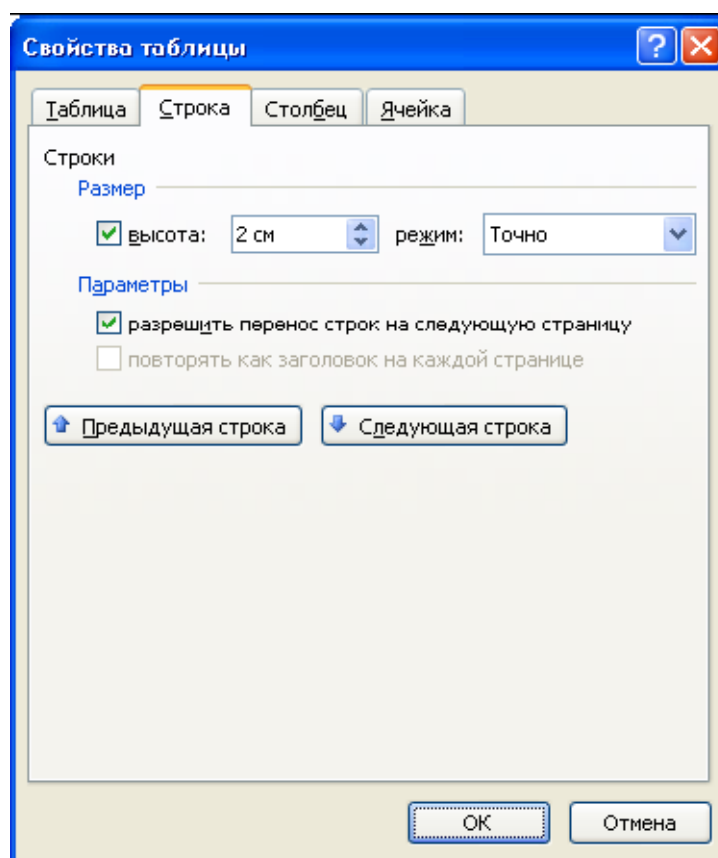 Свойства таблицы
Таблица Строка Столбец Ячейка
Строки
Размер
высота: 2 см режим: Точно
Параметры
разрешить перенос строк на следующую страницу
повторять как заголовок на каждой странице
Предыдущая строка Следующая строка
ОК Отмена